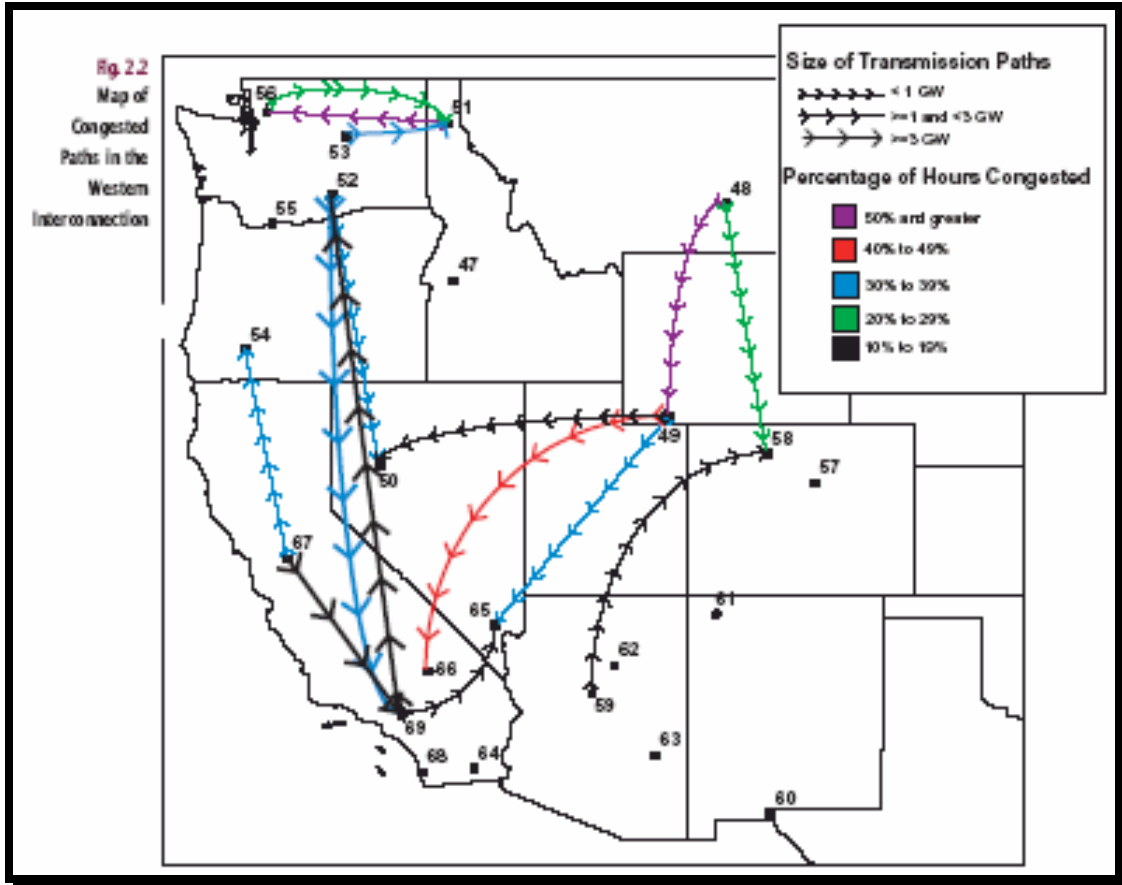 Fig. 2.2
Map of
Congested
Paths in the
Western
Interconnection
Size of Transmission Paths
< 1 GW
>=1 and <3 GW
>=3 GW
Percentage of Hours Congested
50% and greater
40% to 49%
30% to 39%
20% to 29%
10% to 19%
56
51
53
52
48
55
47
54
49
58
50
57
67
65
61
62
66
59
69
63
68
64
60